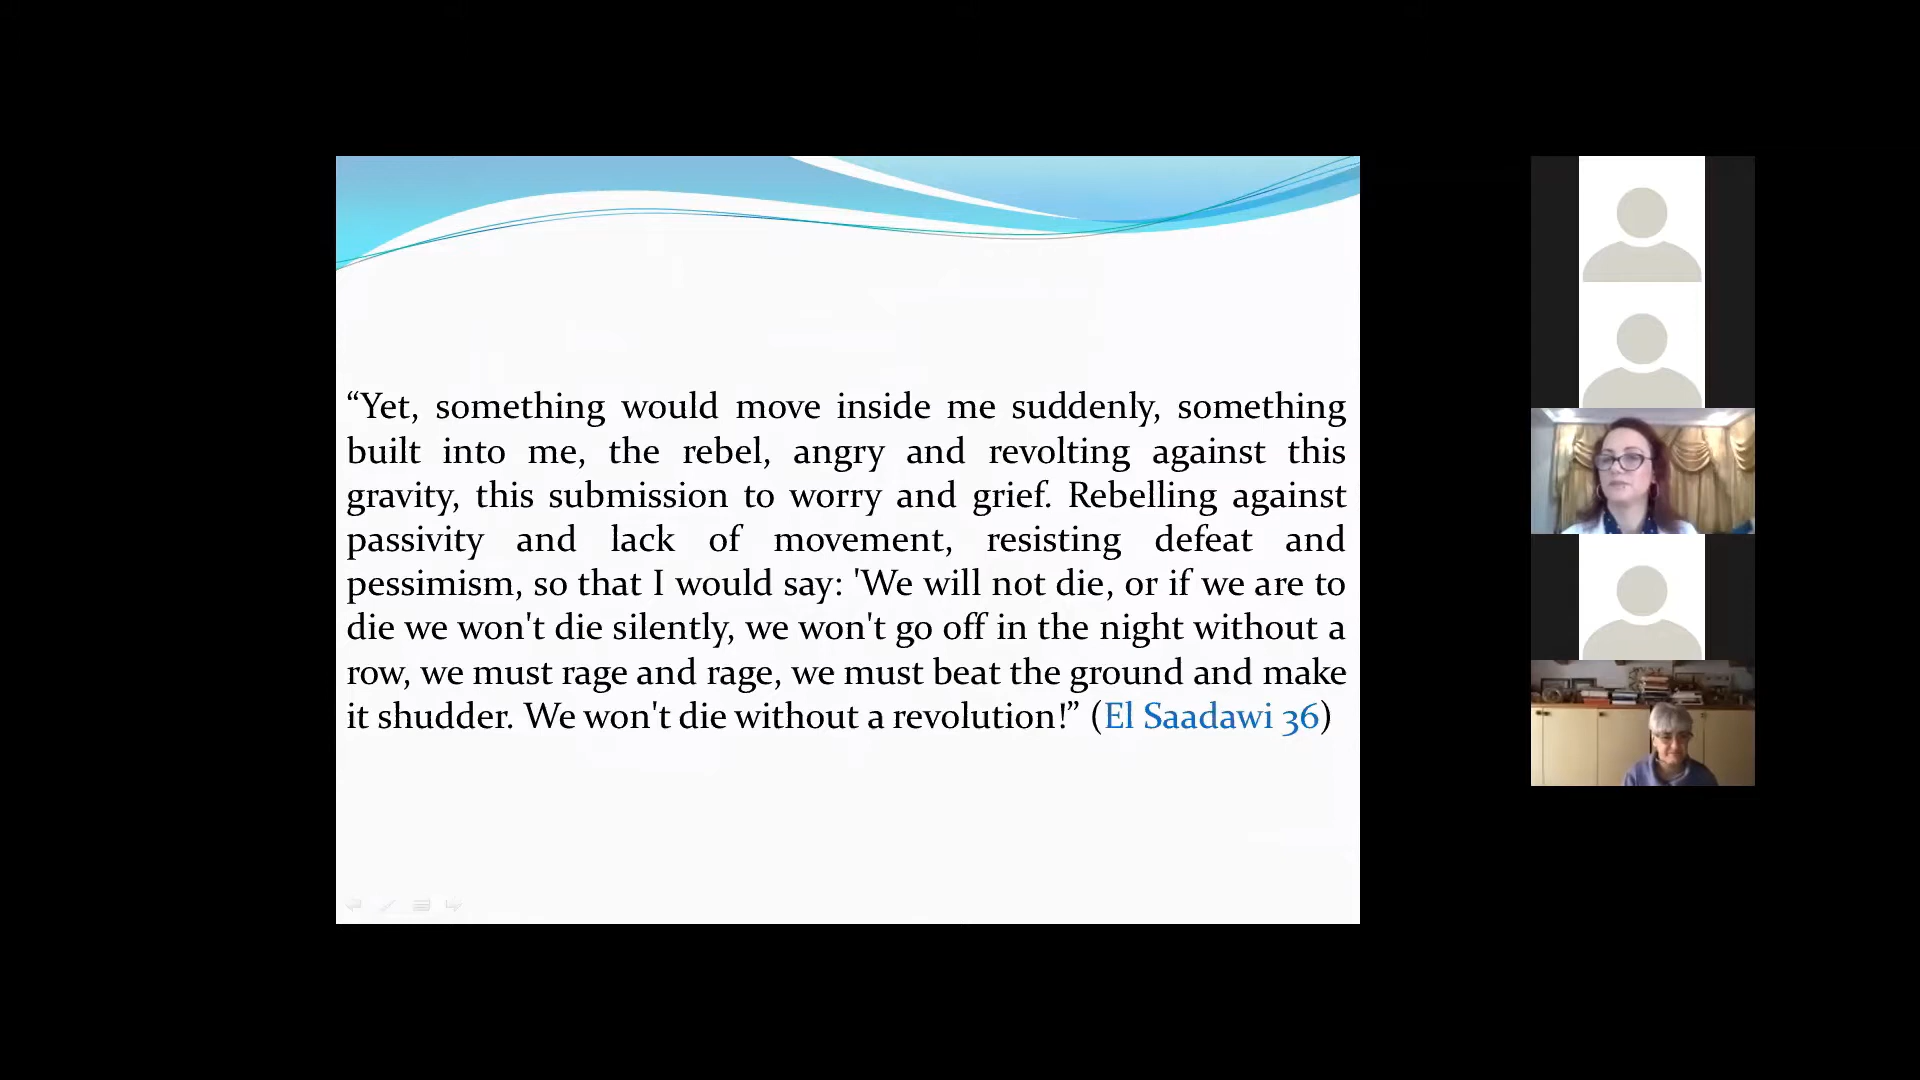 “Yet, something would move inside me suddenly, something
built into me, the rebel, angry and revolting against this
gravity, this submission to worry and grief. Rebelling against
passivity and lack of movement, resisting defeat and
pessimism, so that I would say: 'We will not die, or if we are to
die we won't die silently, we won't go off in the night without a
row, we must rage and rage, we must beat the ground and make
it shudder. We won't die without a revolution!” (El Saadawi 36)